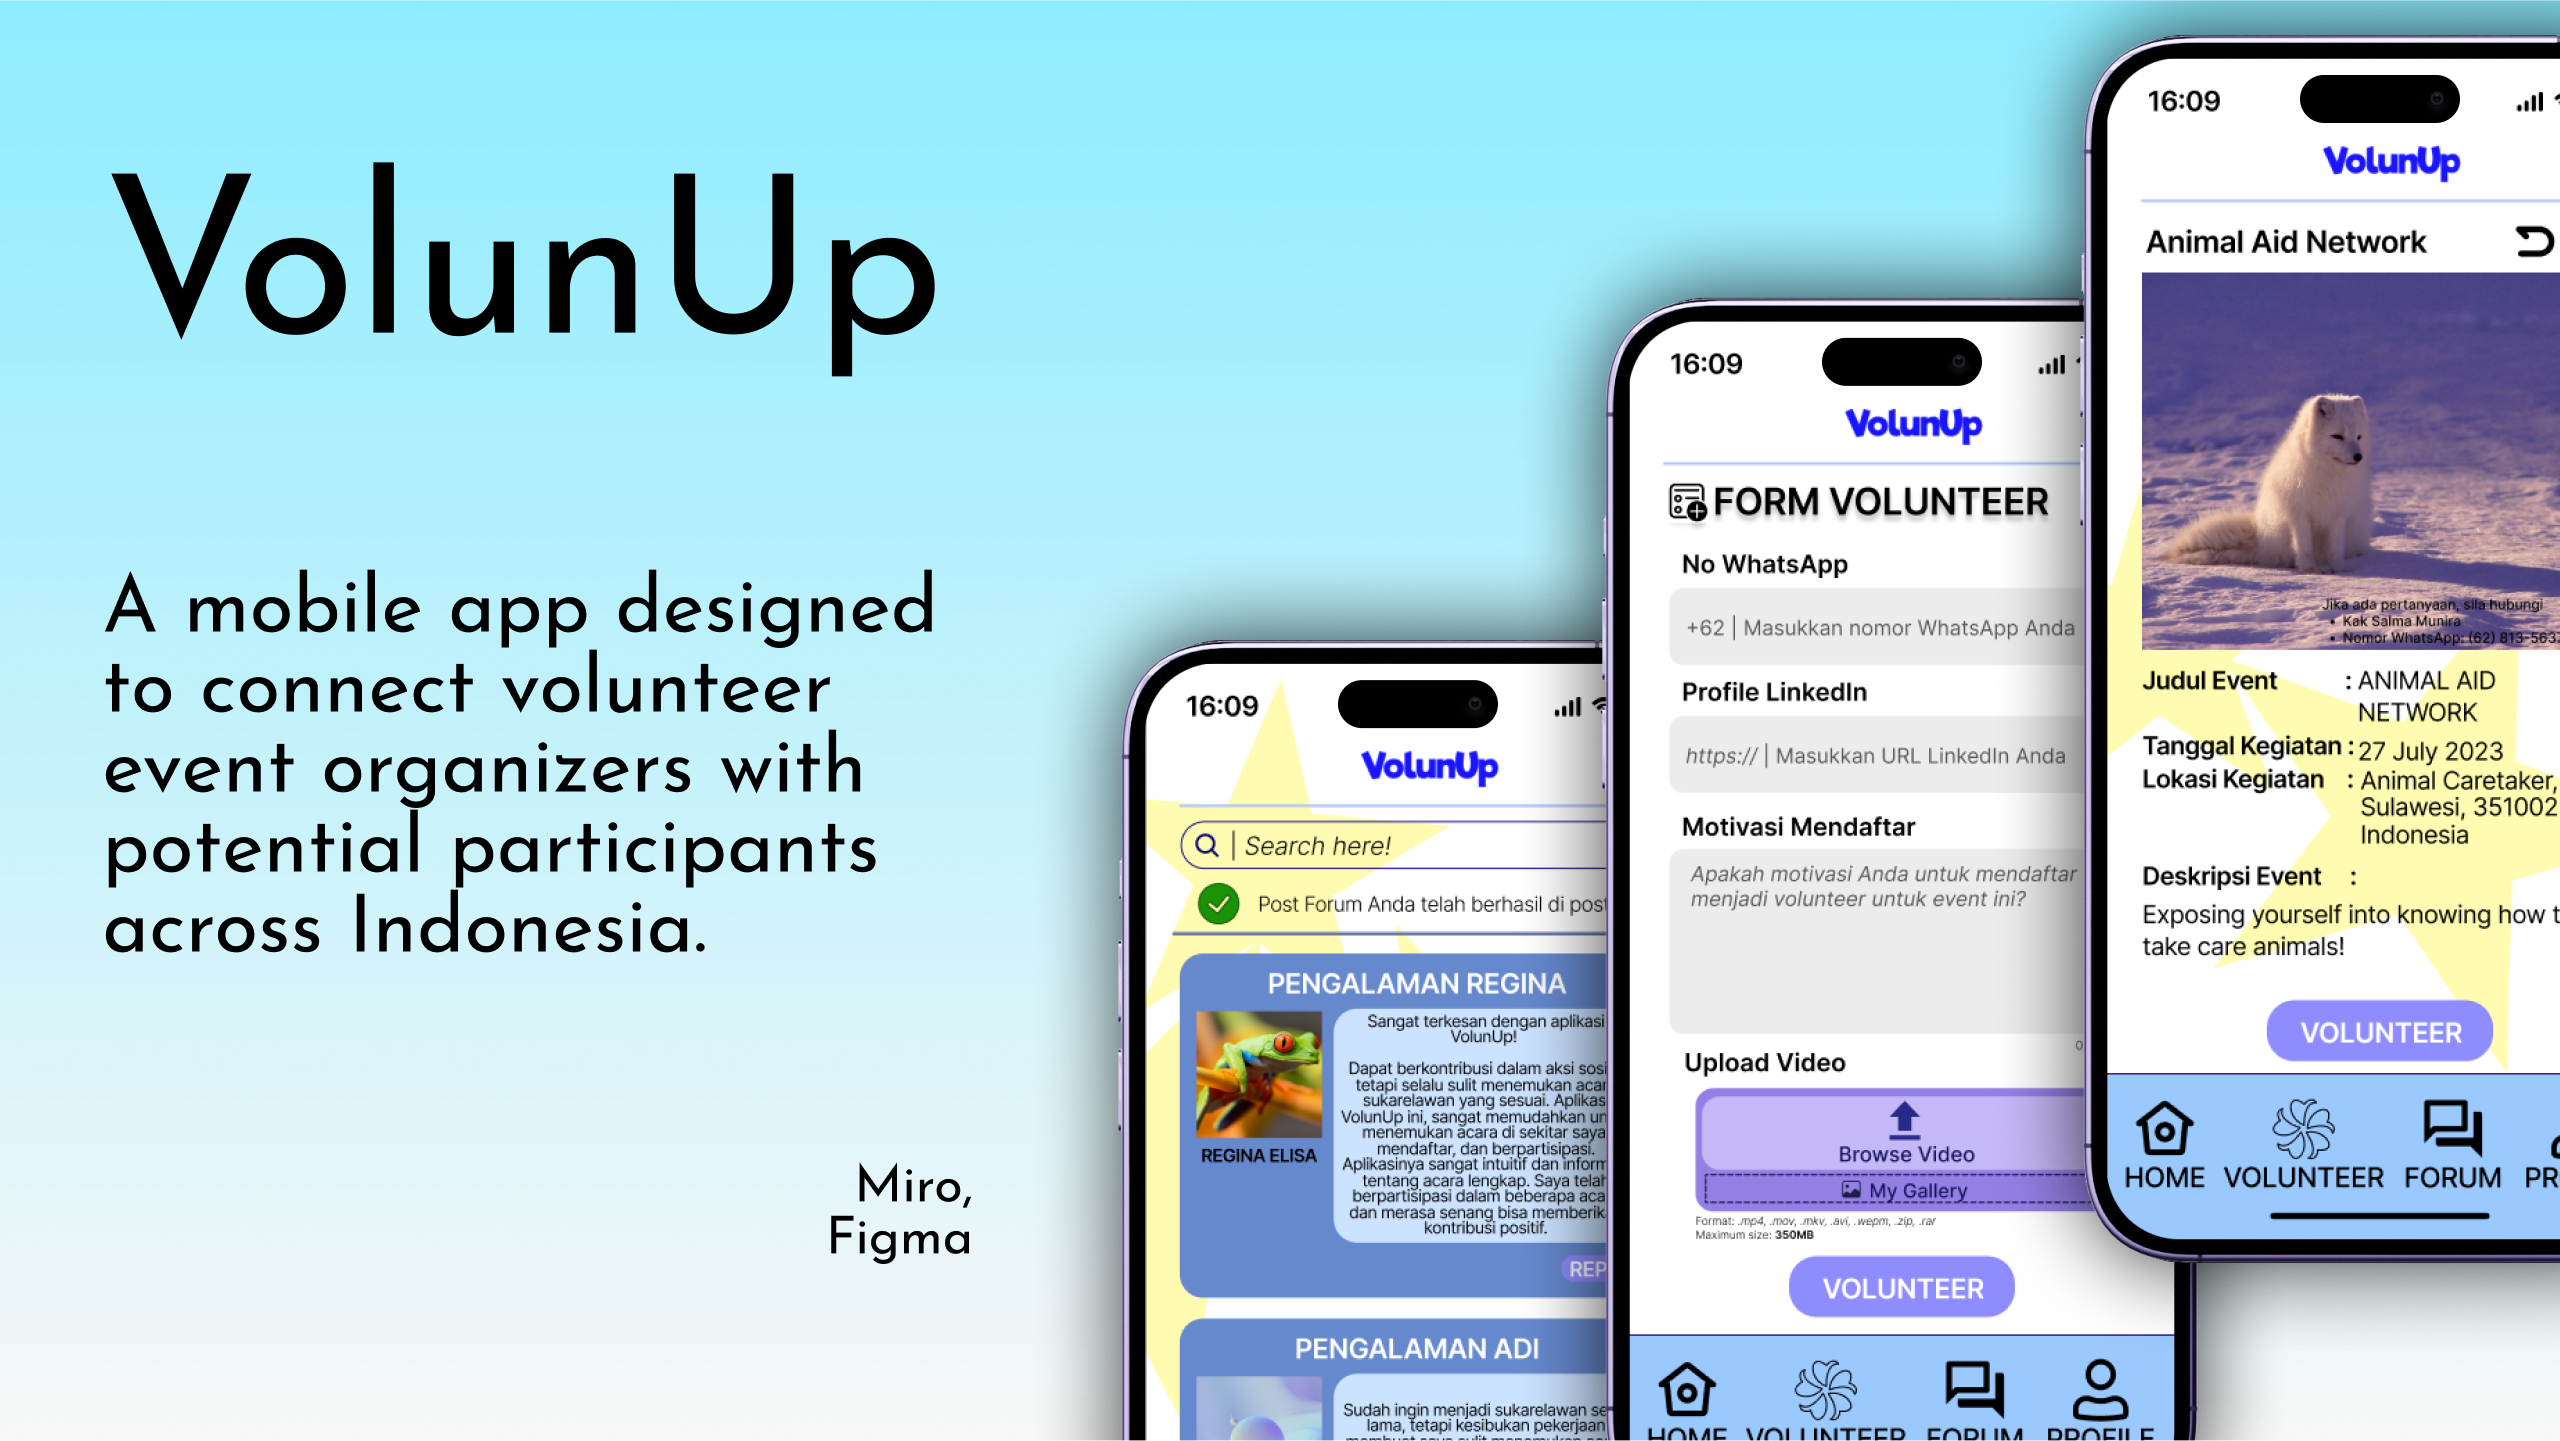 VolunUp
A mobile app designed
to connect volunteer
event organizers with
potential participants
across Indonesia.
Miro,
Figma
16:09
VolunUp
Search here!
Post Forum Anda telah berhasil di post
PENGALAMAN REGINA
REGINA ELISA
Sangat terkesan dengan aplikasi
VolunUp!
Dapat berkontribusi dalam aksi sosi
tetapi selalu sulit menemukan acar
sukarelawan yang sesuai. Aplikas
VolunUp ini, sangat memudahkan un
menemukan acara di sekitar saya
mendaftar, dan berpartisipasi.
Aplikasinya sangat intuitif dan inform
tentang acara lengkap. Saya telah
berpartisipasi dalam beberapa aca
dan merasa senang bisa memberik
kontribusi positif.
REP
PENGALAMAN ADI
Sudah ingin menjadi sukarelawan se
lama, tetapi kesibukan pekerjaan
16:09
VolunUp
FORM VOLUNTEER
No WhatsApp
+62 | Masukkan nomor WhatsApp Anda
Profile LinkedIn
https:// | Masukkan URL LinkedIn Anda
Motivasi Mendaftar
Apakah motivasi Anda untuk mendaftar
menjadi volunteer untuk event ini?
0
Upload Video
Browse Video
My Gallery
Format: .mp4, .mov, .mkv, .avi, .wepm, .zip, .rar
Maximum size: 350MB
VOLUNTEER
HOME VOLUNTEER FORUM PROFILE
16:09
VolunUp
Animal Aid Network
Jika ada pertanyaan, sila hubungi
• Kak Salma Munira
• Nomor WhatsApp: (62) 813-563
Judul Event : ANIMAL AID
NETWORK
Tanggal Kegiatan : 27 July 2023
Lokasi Kegiatan : Animal Caretaker,
Sulawesi, 351002
Indonesia
Deskripsi Event :
Exposing yourself into knowing how t
take care animals!
VOLUNTEER
HOME VOLUNTEER FORUM PR